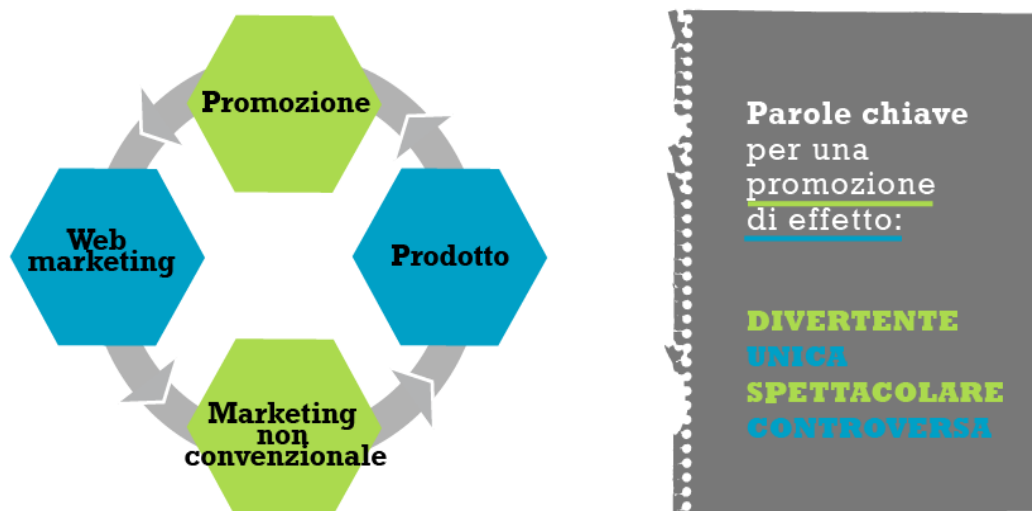 Promozione
Web
marketing
Prodotto
Marketing
non
convenzionale
Parole chiave
per una
promozione
di effetto:
DIVERTENTE
UNICA
SPETTACOLARE
CONTROVERSA